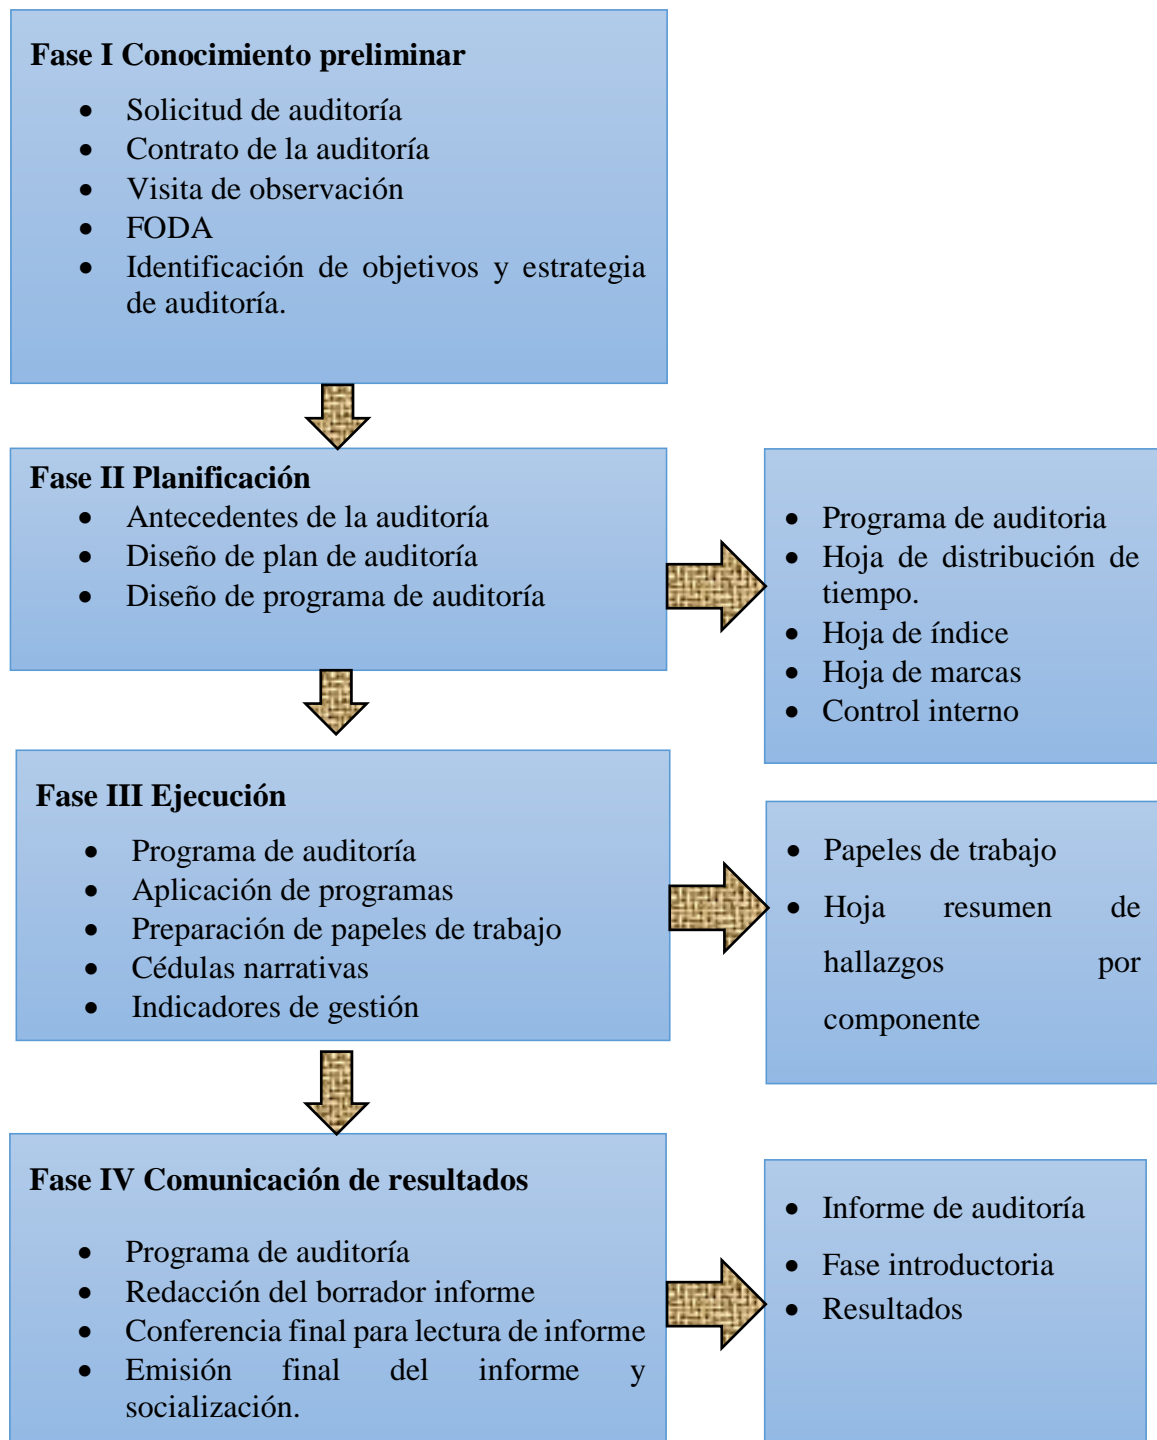 Fase I Conocimiento preliminar
• Solicitud de auditoría
• Contrato de la auditoría
• Visita de observación
• FODA
• Identificación de objetivos y estrategia
de auditoría.
Fase II Planificación
• Antecedentes de la auditoría
• Diseño de plan de auditoría
• Diseño de programa de auditoría
• Programa de auditoria
• Hoja de distribución de
tiempo.
• Hoja de índice
• Hoja de marcas
• Control interno
Fase III Ejecución
• Programa de auditoría
• Aplicación de programas
• Preparación de papeles de trabajo
• Cédulas narrativas
• Indicadores de gestión
• Papeles de trabajo
• Hoja resumen de
hallazgos por
componente
Fase IV Comunicación de resultados
• Programa de auditoría
• Redacción del borrador informe
• Conferencia final para lectura de informe
• Emisión final del informe y
socialización.
• Informe de auditoría
• Fase introductoria
• Resultados